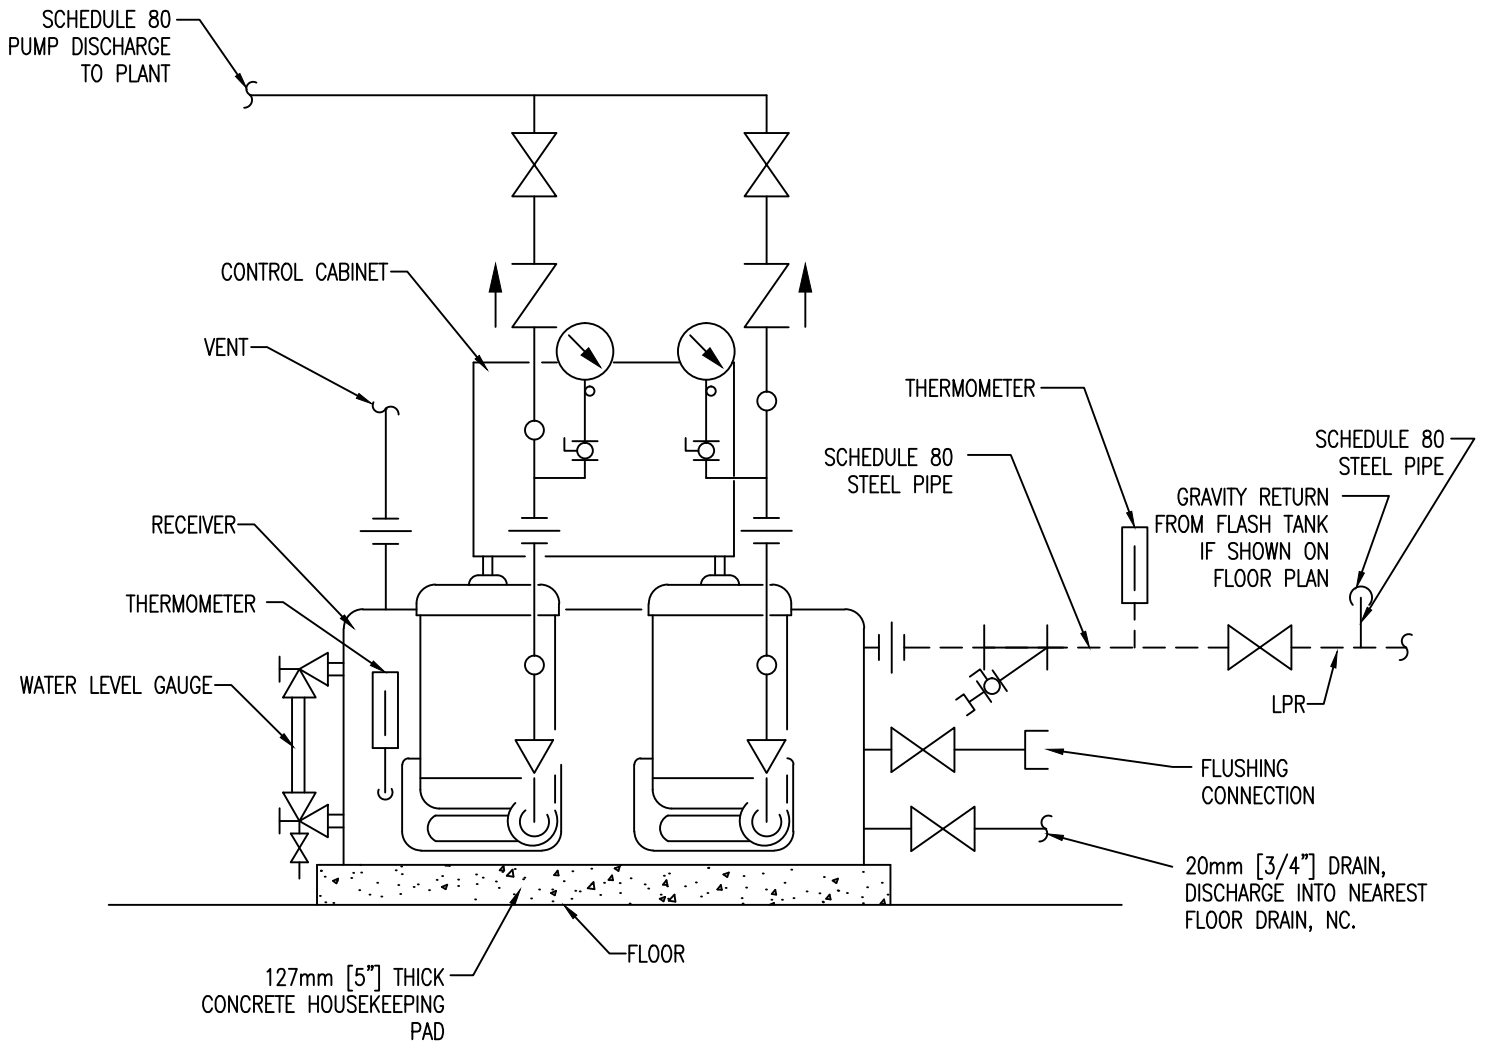 SCHEDULE 80
PUMP DISCHARGE
TO PLANT
CONTROL CABINET
VENT
THERMOMETER
SCHEDULE 80
STEEL PIPE
SCHEDULE 80
STEEL PIPE
GRAVITY RETURN
FROM FLASH TANK
IF SHOWN ON
FLOOR PLAN
RECEIVER
THERMOMETER
WATER LEVEL GAUGE
LPR
FLUSHING
CONNECTION
20mm [3/4"] DRAIN,
DISCHARGE INTO NEAREST
FLOOR DRAIN, NC.
FLOOR
127mm [5"] THICK
CONCRETE HOUSEKEEPING
PAD